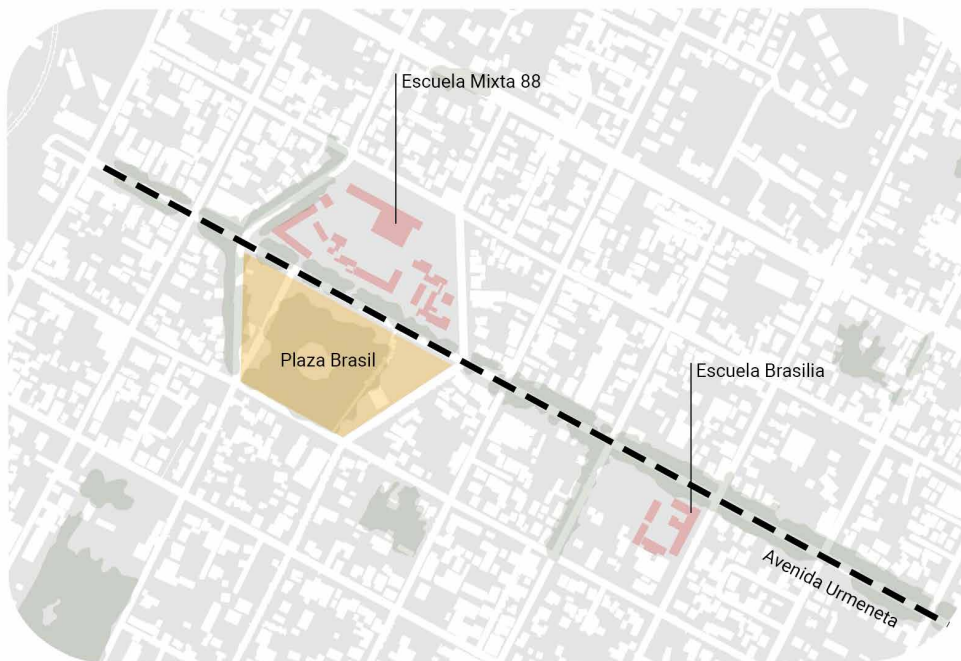 Escuela Mixta 88
Plaza Brasil
Escuela Brasilia
Avenida Urmeneta